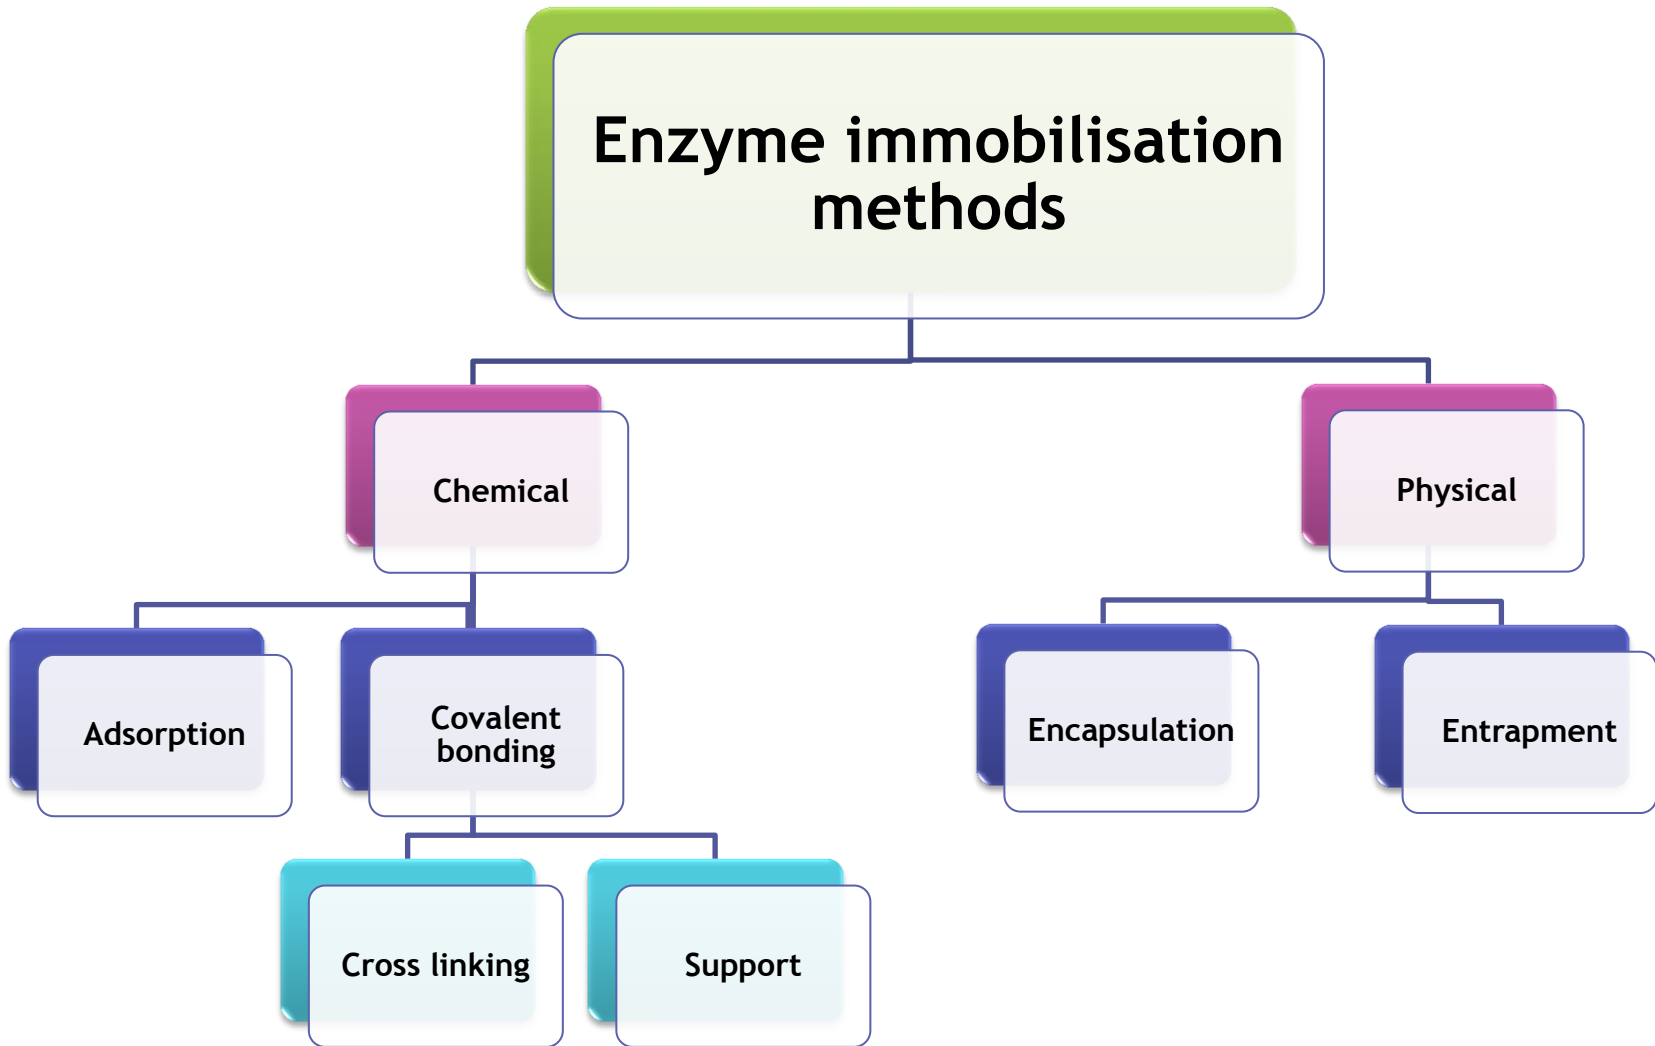 Enzyme immobilisation
methods
Chemical
Physical
Adsorption
Covalent
bonding
Encapsulation
Entrapment
Cross linking
Support